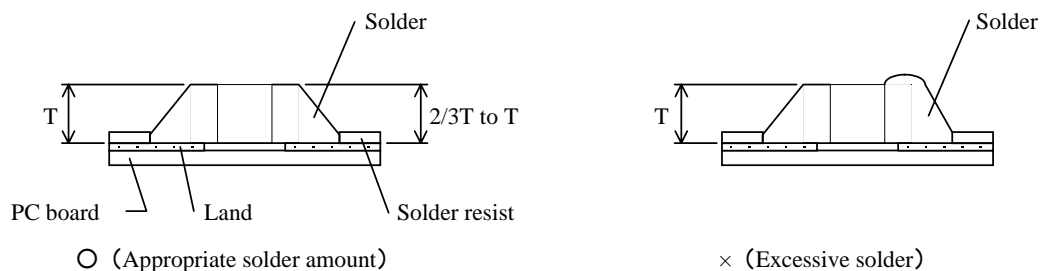 Solder
Solder
T
2/3T to T
T
PC board
Land
Solder resist
○（Appropriate solder amount）
×（Excessive solder）